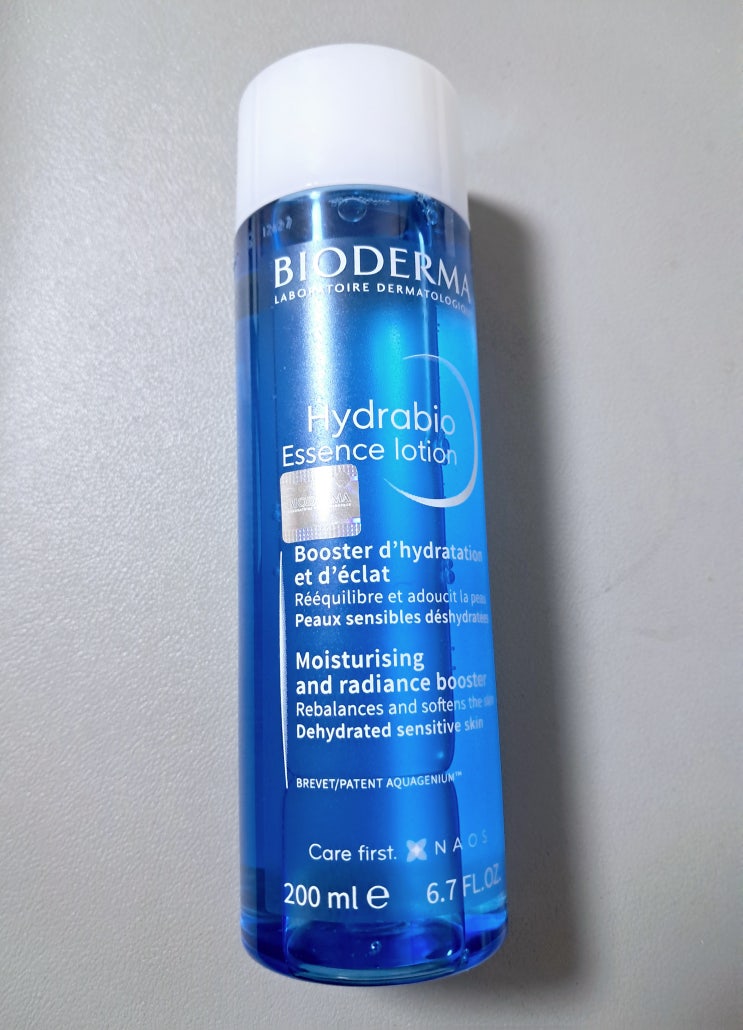 BIODERMA
LABORATOIRE DERMATOLOGIQUE
Hydrabio
Essence lotion
BIODERMA
Booster d’hydratation
et d’éclat
Rééquilibre et adoucit la peau
Peaux sensibles déshydratées
Moisturising
and radiance booster
Rebalances and softens the skin
Dehydrated sensitive skin
BREVET/PATENT AQUAGENIUM™
Care first. NAOS
200 ml ℮ 6.7 FL.OZ.